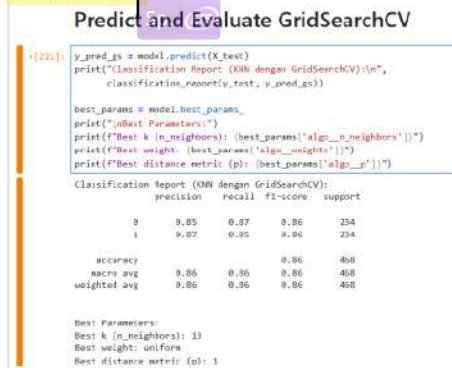 Predict and Evaluate GridSearchCV
[221]: y_pred_gs = model.predict(X_test)
print("Classification Report (KNN dengan GridSearchCV):\n",
classification_report(y_test, y_pred_gs))
best_params = model.best_params_
print("\nBest Parameters:")
print(f"Best k (n_neighbors): {best_params['algo__n_neighbors']}")
print(f"Best weight: {best_params['algo__weights']}")
print(f"Best distance metric (p): {best_params['algo__p']}")
Classification Report (KNN dengan GridSearchCV):
precision recall f1-score support
0 0.85 0.87 0.86 234
1 0.87 0.85 0.86 234
accuracy 0.86 468
macro avg 0.86 0.86 0.86 468
weighted avg 0.86 0.86 0.86 468
Best Parameters:
Best k (n_neighbors): 13
Best weight: uniform
Best distance metric (p): 1